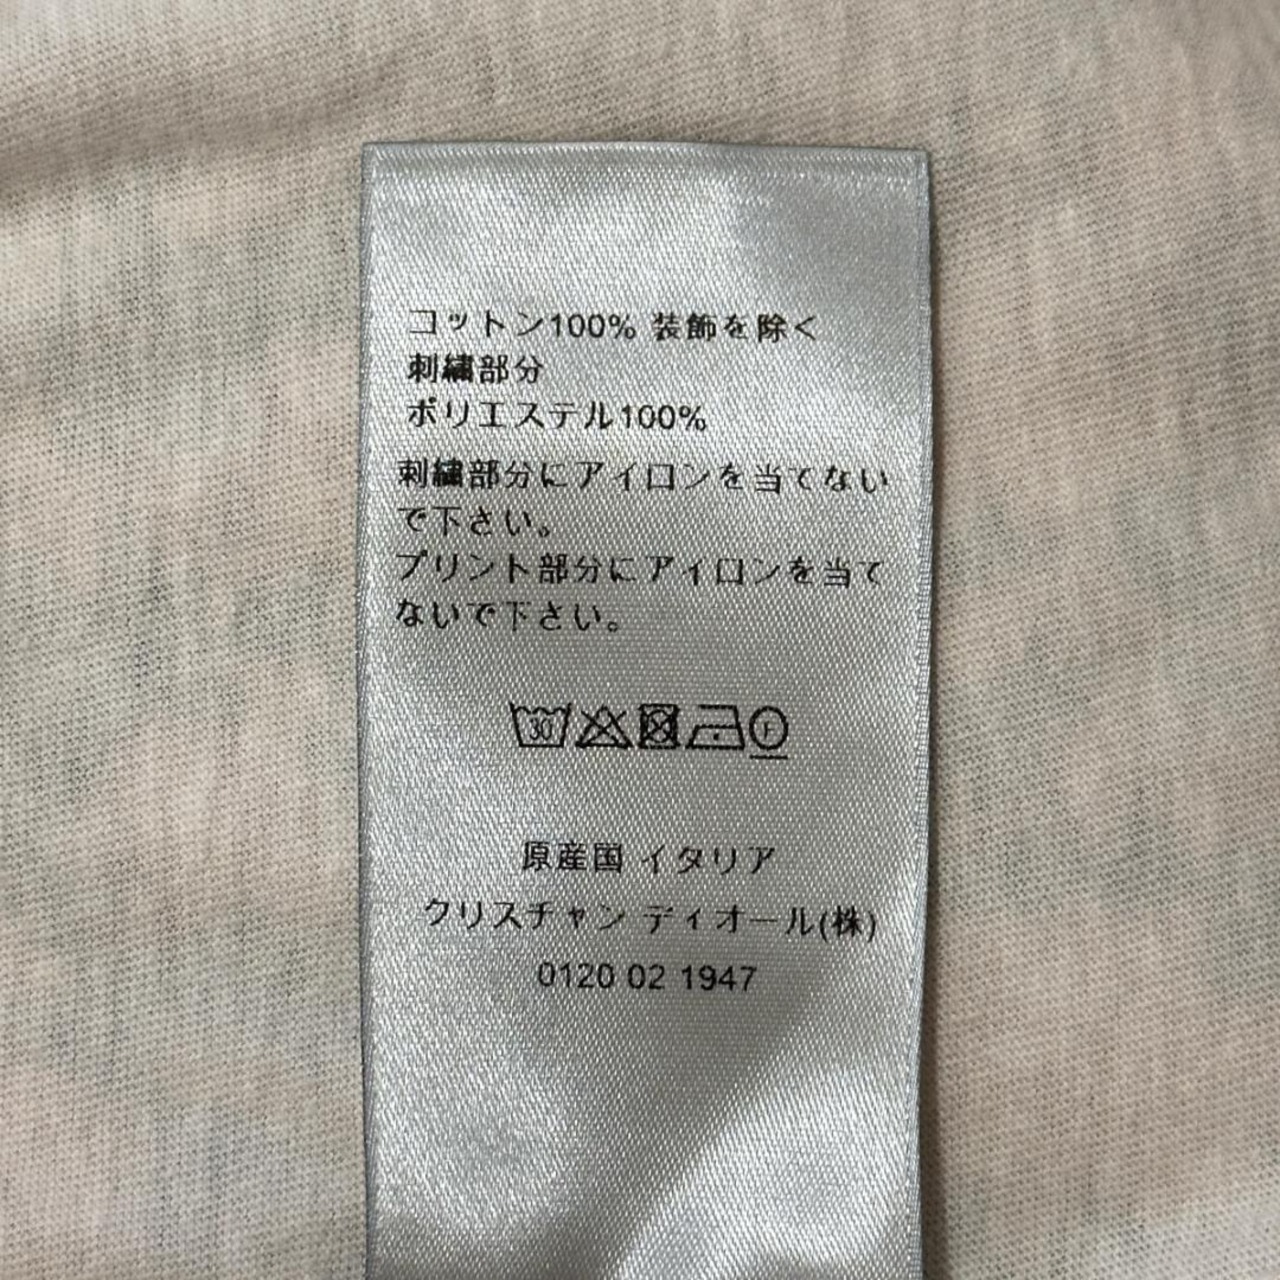 コットン100% 装飾を除く
刺繍部分
ポリエステル100%
刺繍部分にアイロンを当てない
で下さい。
プリント部分にアイロンを当て
ないで下さい。
30 F
原産国 イタリア
クリスチャン ディオール(株)
0120 02 1947